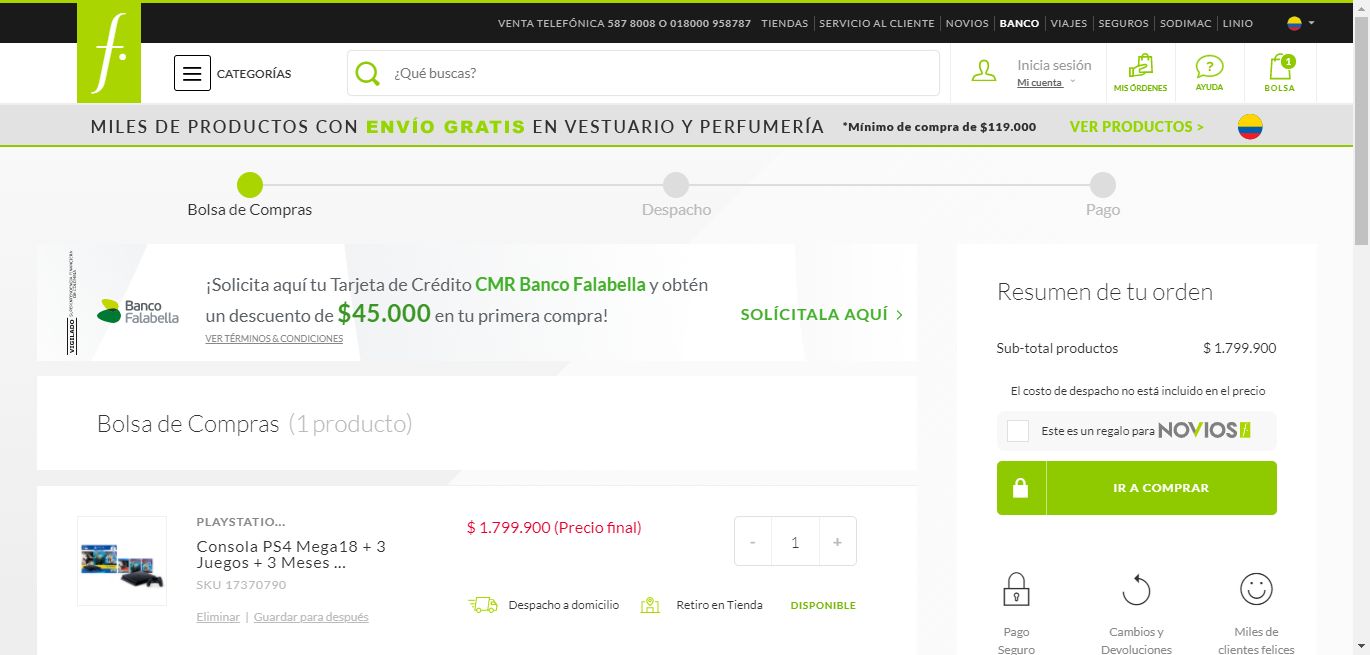 VENTA TELEFÓNICA 587 8008 O 018000 958787 TIENDAS SERVICIO AL CLIENTE NOVIOS BANCO VIAJES SEGUROS SODIMAC LINIO
f.
CATEGORÍAS
¿Qué buscas?
Inicia sesión
Mi cuenta
MIS ÓRDENES
AYUDA
1
BOLSA
MILES DE PRODUCTOS CON ENVÍO GRATIS EN VESTUARIO Y PERFUMERÍA *Mínimo de compra de $119.000 VER PRODUCTOS >
Bolsa de Compras
Despacho
Pago
VIGILADO
Banco
Falabella
¡Solicita aquí tu Tarjeta de Crédito CMR Banco Falabella y obtén
un descuento de $45.000 en tu primera compra!
VER TÉRMINOS & CONDICIONES
SOLÍCITALA AQUÍ >
Bolsa de Compras (1 producto)
PLAYSTATIO...
Consola PS4 Mega18 + 3
Juegos + 3 Meses ...
SKU 17370790
Eliminar | Guardar para después
$ 1.799.900 (Precio final)
- 1 +
Despacho a domicilio
Retiro en Tienda
DISPONIBLE
Resumen de tu orden
Sub-total productos $ 1.799.900
El costo de despacho no está incluido en el precio
Este es un regalo para NOVIOS f
IR A COMPRAR
Pago
Seguro
Cambios y
Devoluciones
Miles de
clientes felices